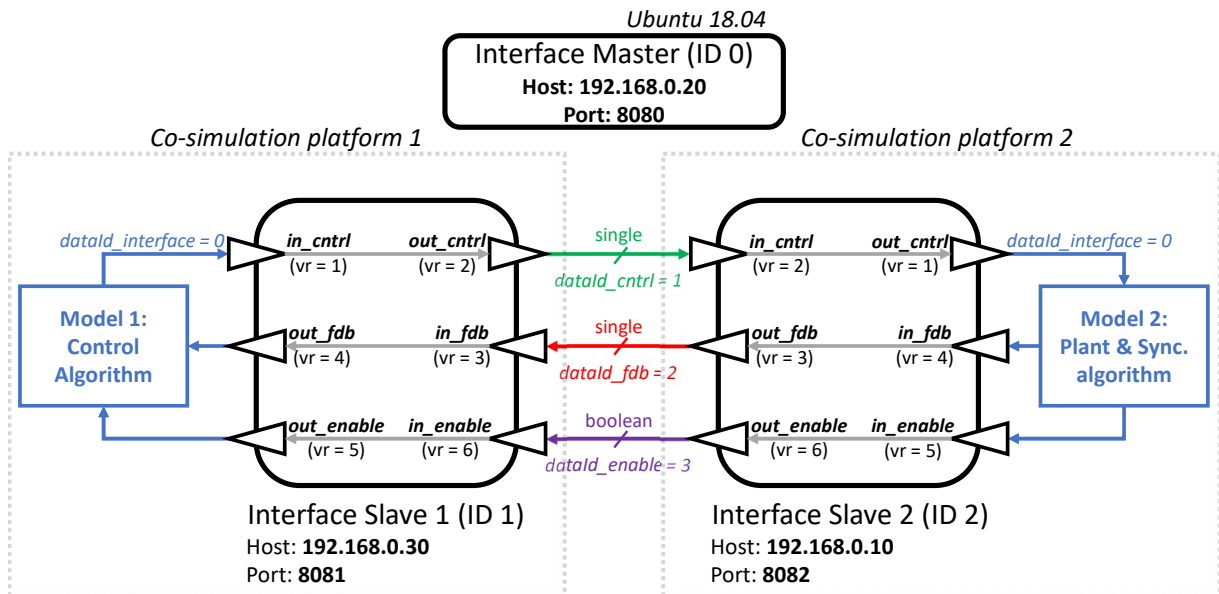 Ubuntu 18.04
Interface Master (ID 0)
Host: 192.168.0.20
Port: 8080
Co-simulation platform 1
Co-simulation platform 2
dataId_interface = 0
in_cntrl
(vr = 1)
out_cntrl
(vr = 2)
single
dataId_cntrl = 1
in_cntrl
(vr = 2)
out_cntrl
(vr = 1)
dataId_interface = 0
Model 1:
Control
Algorithm
out_fdb
(vr = 4)
in_fdb
(vr = 3)
single
dataId_fdb = 2
out_fdb
(vr = 3)
in_fdb
(vr = 4)
Model 2:
Plant & Sync.
algorithm
out_enable
(vr = 5)
in_enable
(vr = 6)
boolean
dataId_enable = 3
out_enable
(vr = 6)
in_enable
(vr = 5)
Interface Slave 1 (ID 1)
Host: 192.168.0.30
Port: 8081
Interface Slave 2 (ID 2)
Host: 192.168.0.10
Port: 8082